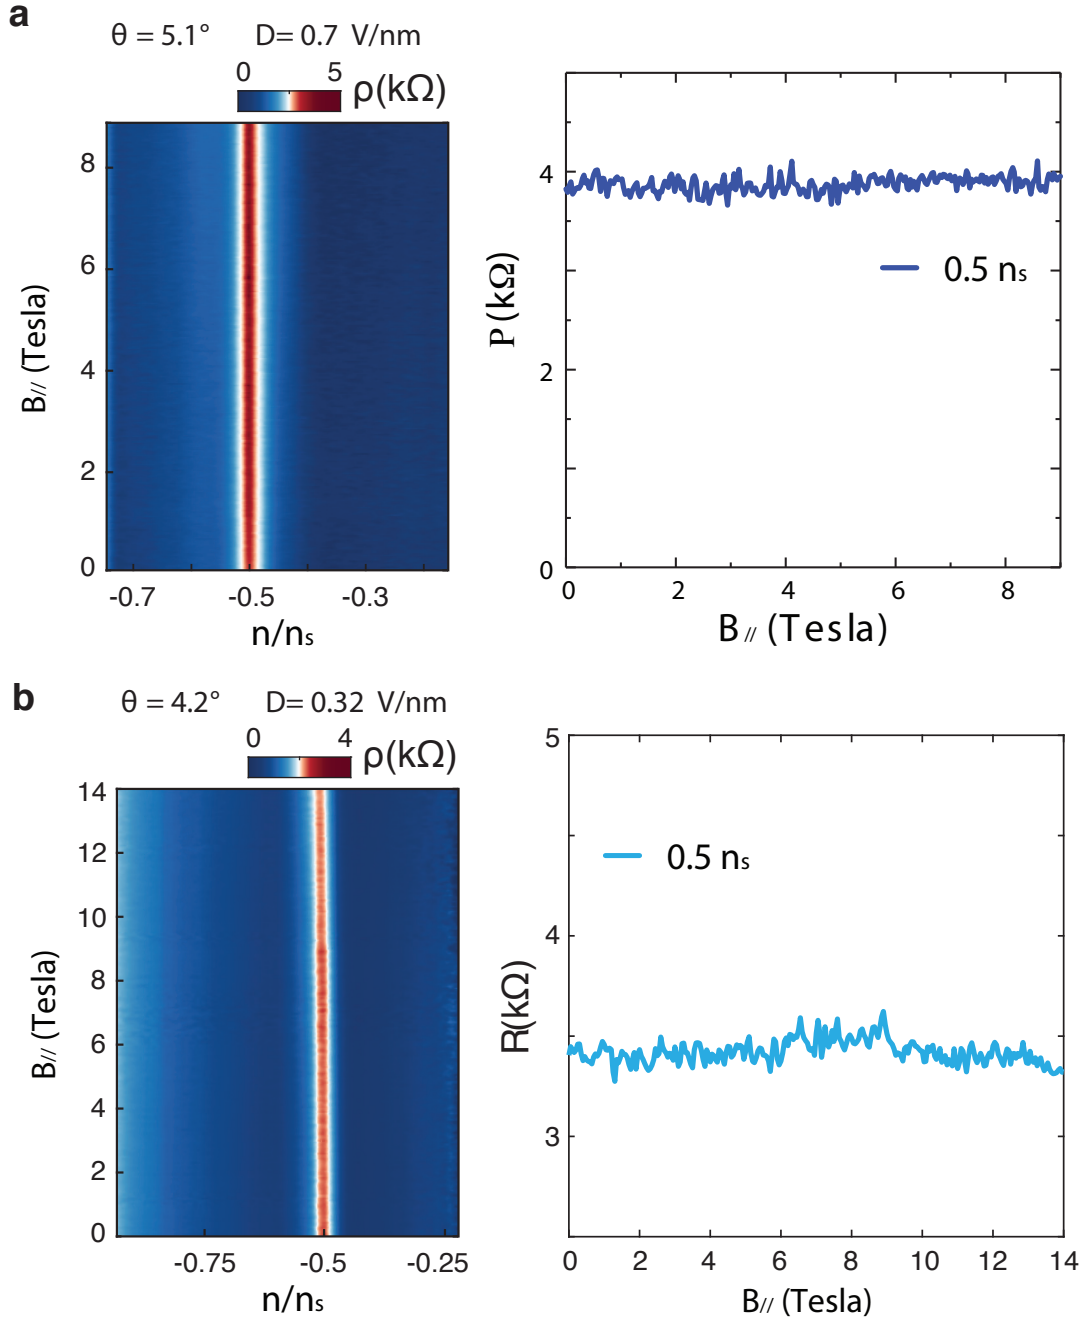 a
θ = 5.1° D= 0.7 V/nm
0 5 ρ(kΩ)
8
6
4
2
0
B// (Tesla)
-0.7 -0.5 -0.3
n/ns
4
2
0
P(kΩ)
0.5 ns
0 2 4 6 8
B// (Tesla)
b
θ = 4.2° D= 0.32 V/nm
0 4 ρ(kΩ)
14
12
10
8
6
4
2
0
B// (Tesla)
-0.75 -0.5 -0.25
n/ns
5
4
3
R(kΩ)
0.5 ns
0 2 4 6 8 10 12 14
B// (Tesla)